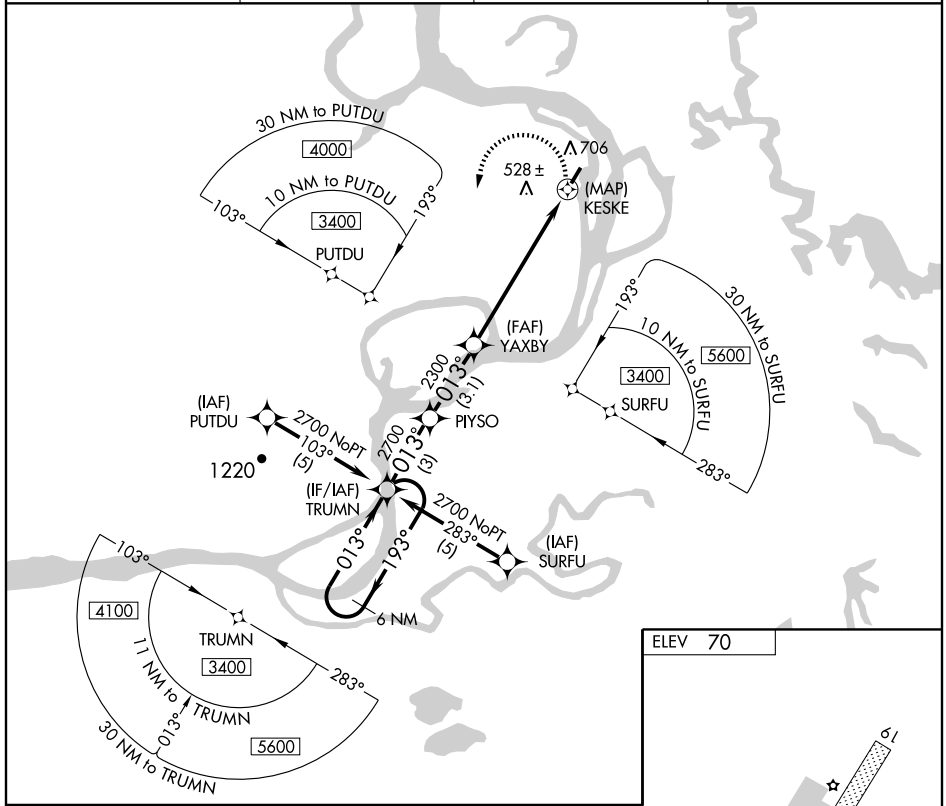 30 NM to PUTDU
4000
10 NM to PUTDU
3400
103°
193°
PUTDU
528 ±
706
(MAP)
KESKE
193°
30 NM to SURFU
10 NM to SURFU
5600
3400
SURFU
283°
(FAF)
YAXBY
2300
013°
(3.1)
PIYSO
2700
013°
(3)
(IAF)
PUTDU
2700 NoPT
103°
(5)
1220
(IF/IAF)
TRUMN
2700 NoPT
283°
(5)
(IAF)
SURFU
013°
193°
6 NM
103°
4100
TRUMN
3400
283°
11 NM to TRUMN
013°
5600
30 NM to TRUMN
ELEV 70
19